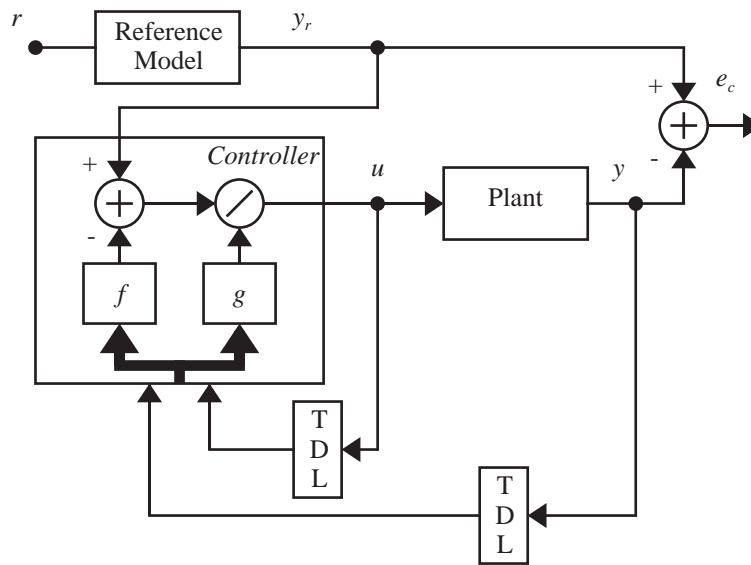 r
Reference
Model
y_r
+
e_c
-
Controller
+
-
u
Plant
y
f
g
T
D
L
T
D
L